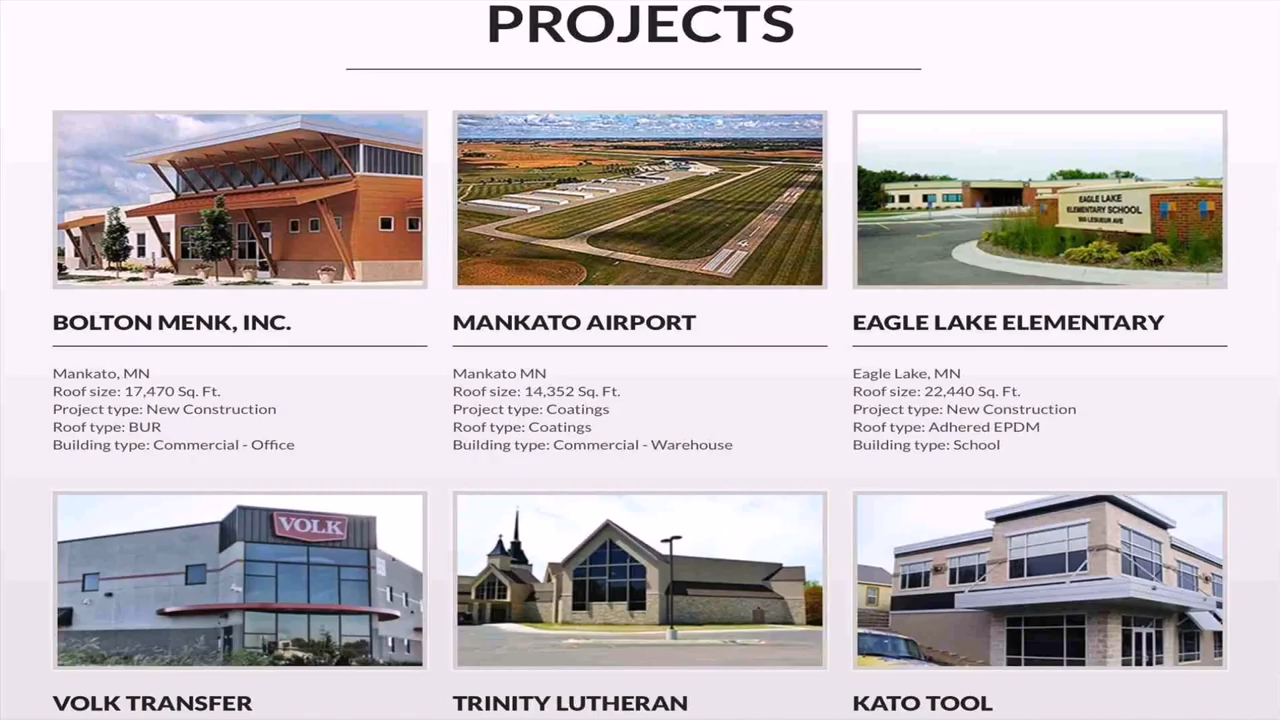 PROJECTS
EAGLE LAKE
ELEMENTARY SCHOOL
BOLTON MENK, INC.
Mankato, MN
Roof size: 17,470 Sq. Ft.
Project type: New Construction
Roof type: BUR
Building type: Commercial - Office
MANKATO AIRPORT
Mankato MN
Roof size: 14,352 Sq. Ft.
Project type: Coatings
Roof type: Coatings
Building type: Commercial - Warehouse
EAGLE LAKE ELEMENTARY
Eagle Lake, MN
Roof size: 22,440 Sq. Ft.
Project type: New Construction
Roof type: Adhered EPDM
Building type: School
VOLK
VOLK TRANSFER
TRINITY LUTHERAN
KATO TOOL